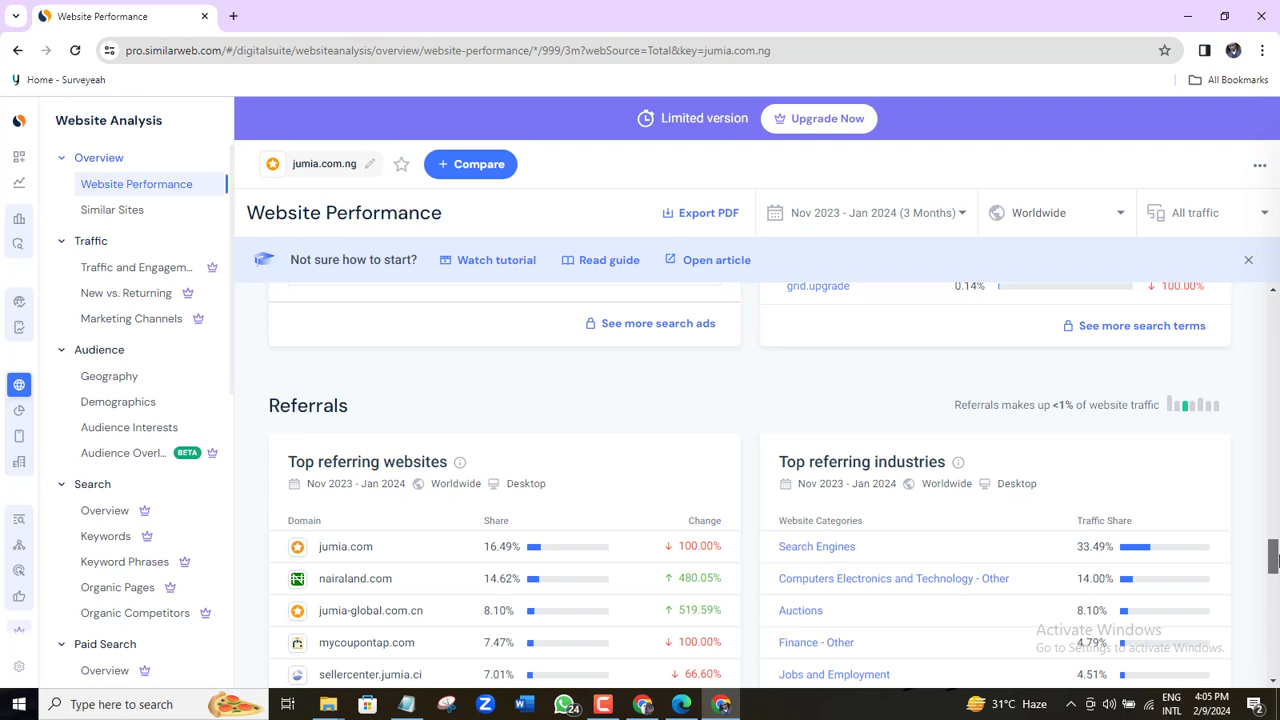 Website Performance
pro.similarweb.com/#/digitalsuite/websiteanalysis/overview/website-performance/*/999/3m?webSource=Total&key=jumia.com.ng
Home - Surveyeah
All Bookmarks
Website Analysis
Overview
Website Performance
Similar Sites
Traffic
Traffic and Engagem...
New vs. Returning
Marketing Channels
Audience
Geography
Demographics
Audience Interests
Audience Overl... BETA
Search
Overview
Keywords
Keyword Phrases
Organic Pages
Organic Competitors
Paid Search
Overview
Limited version
Upgrade Now
jumia.com.ng
+ Compare
Website Performance
Export PDF
Nov 2023 - Jan 2024 (3 Months)
Worldwide
All traffic
Not sure how to start?
Watch tutorial
Read guide
Open article
grid.upgrade 0.14% ↓ 100.00%
See more search ads
See more search terms
Referrals
Referrals makes up <1% of website traffic
Top referring websites
Nov 2023 - Jan 2024 Worldwide Desktop
Domain Share Change
jumia.com 16.49% ↓ 100.00%
nairaland.com 14.62% ↑ 480.05%
jumia-global.com.cn 8.10% ↑ 519.59%
mycoupontap.com 7.47% ↓ 100.00%
sellercenter.jumia.ci 7.01% ↓ 66.60%
Top referring industries
Nov 2023 - Jan 2024 Worldwide Desktop
Website Categories Traffic Share
Search Engines 33.49%
Computers Electronics and Technology - Other 14.00%
Auctions 8.10%
Finance - Other 4.79%
Jobs and Employment 4.51%
Activate Windows
Go to Settings to activate Windows.
Type here to search
24
31°C Haze
ENG
INTL
4:05 PM
2/9/2024
2